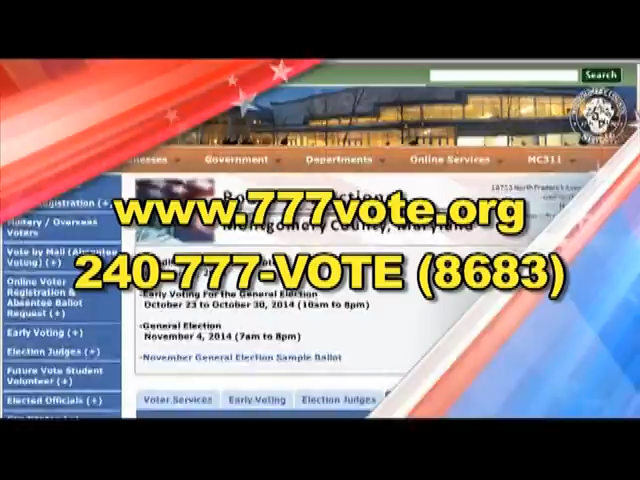 Search
Government
Departments
Online Services
MC311
www.777vote.org
Montgomery County, Maryland
240-777-VOTE (8683)
Voters
Vote by Mail (Absentee
Voting) (+)
Online Voter
Registration &
Absentee Ballot
Request (+)
Early Voting (+)
Election Judges (+)
Future Vote Student
Volunteer (+)
Elected Officials (+)
-Early Voting For the General Election
October 23 to October 30, 2014 (10am to 8pm)
-General Election
November 4, 2014 (7am to 8pm)
-November General Election Sample Ballot
Voter Services
Early Voting
Election Judges